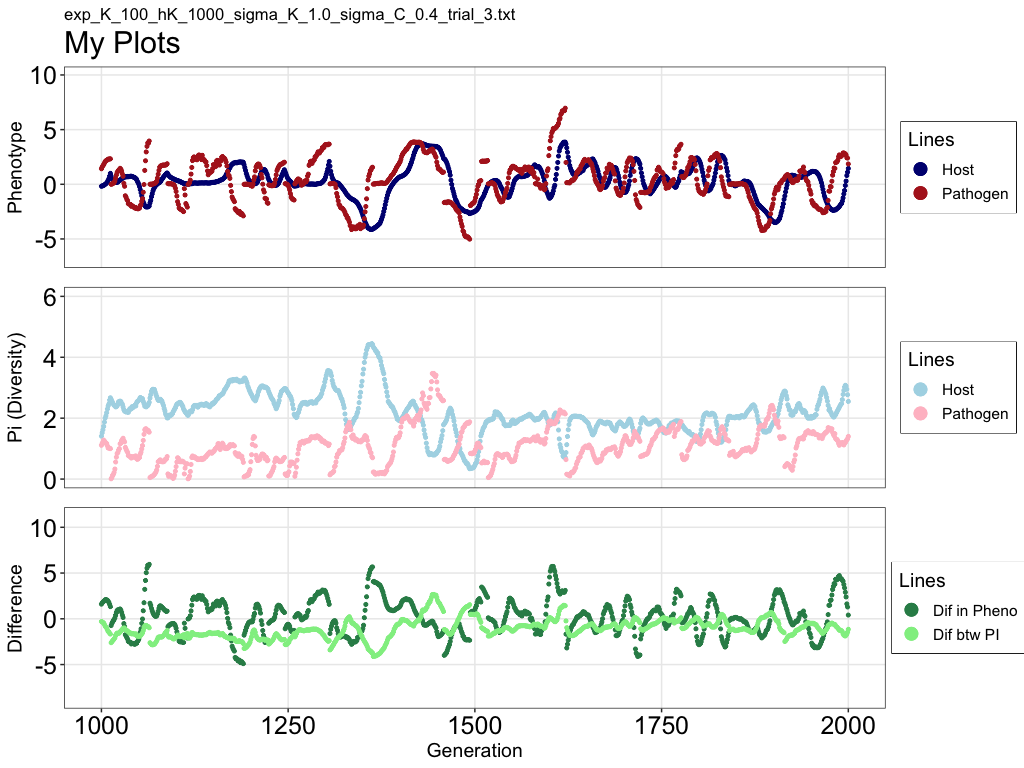 exp_K_100_hK_1000_sigma_K_1.0_sigma_C_0.4_trial_3.txt
My Plots
Phenotype
10
5
0
-5
Lines
Host
Pathogen
Pi (Diversity)
6
4
2
0
Lines
Host
Pathogen
Difference
10
5
0
-5
Lines
Dif in Pheno
Dif btw PI
1000 1250 1500 1750 2000
Generation